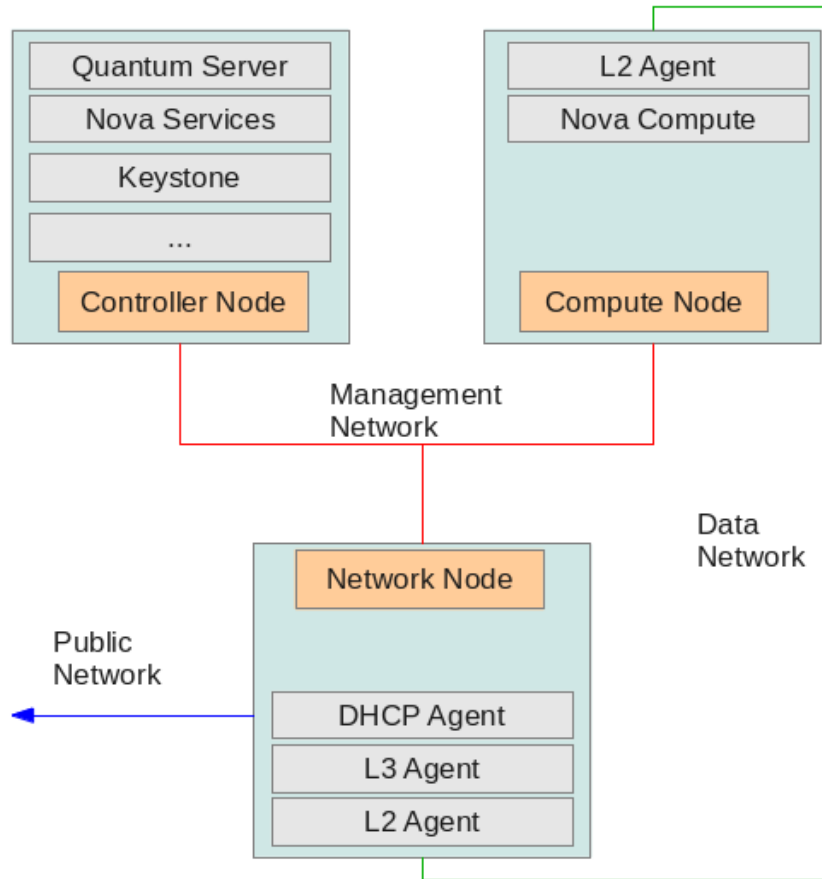 Quantum Server
Nova Services
Keystone
...
Controller Node
L2 Agent
Nova Compute
Compute Node
Management
Network
Data
Network
Network Node
Public
Network
DHCP Agent
L3 Agent
L2 Agent